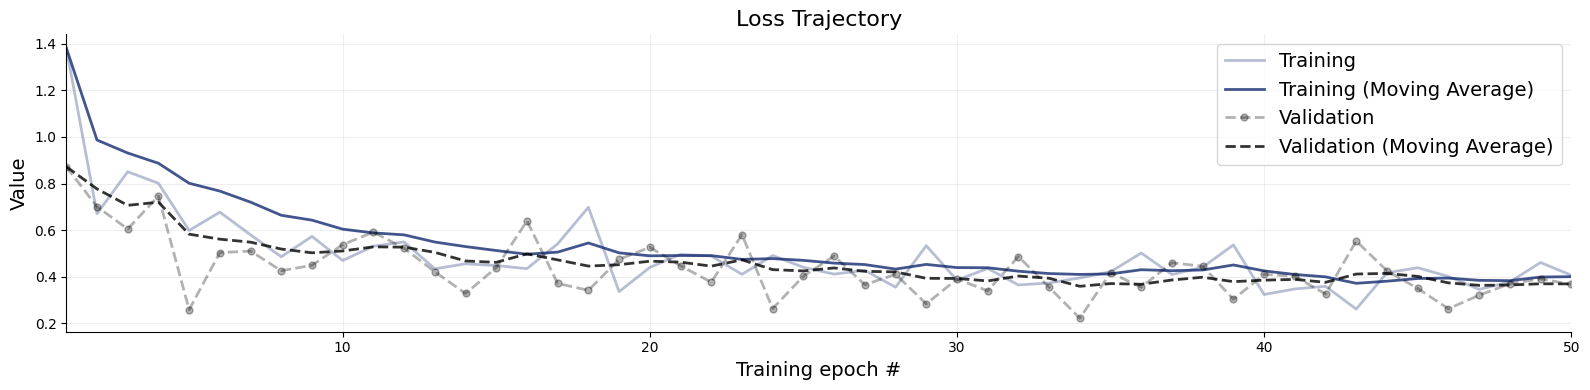 Loss Trajectory
Value
1.4
1.2
1.0
0.8
0.6
0.4
0.2
Training
Training (Moving Average)
Validation
Validation (Moving Average)
10
20
30
40
50
Training epoch #